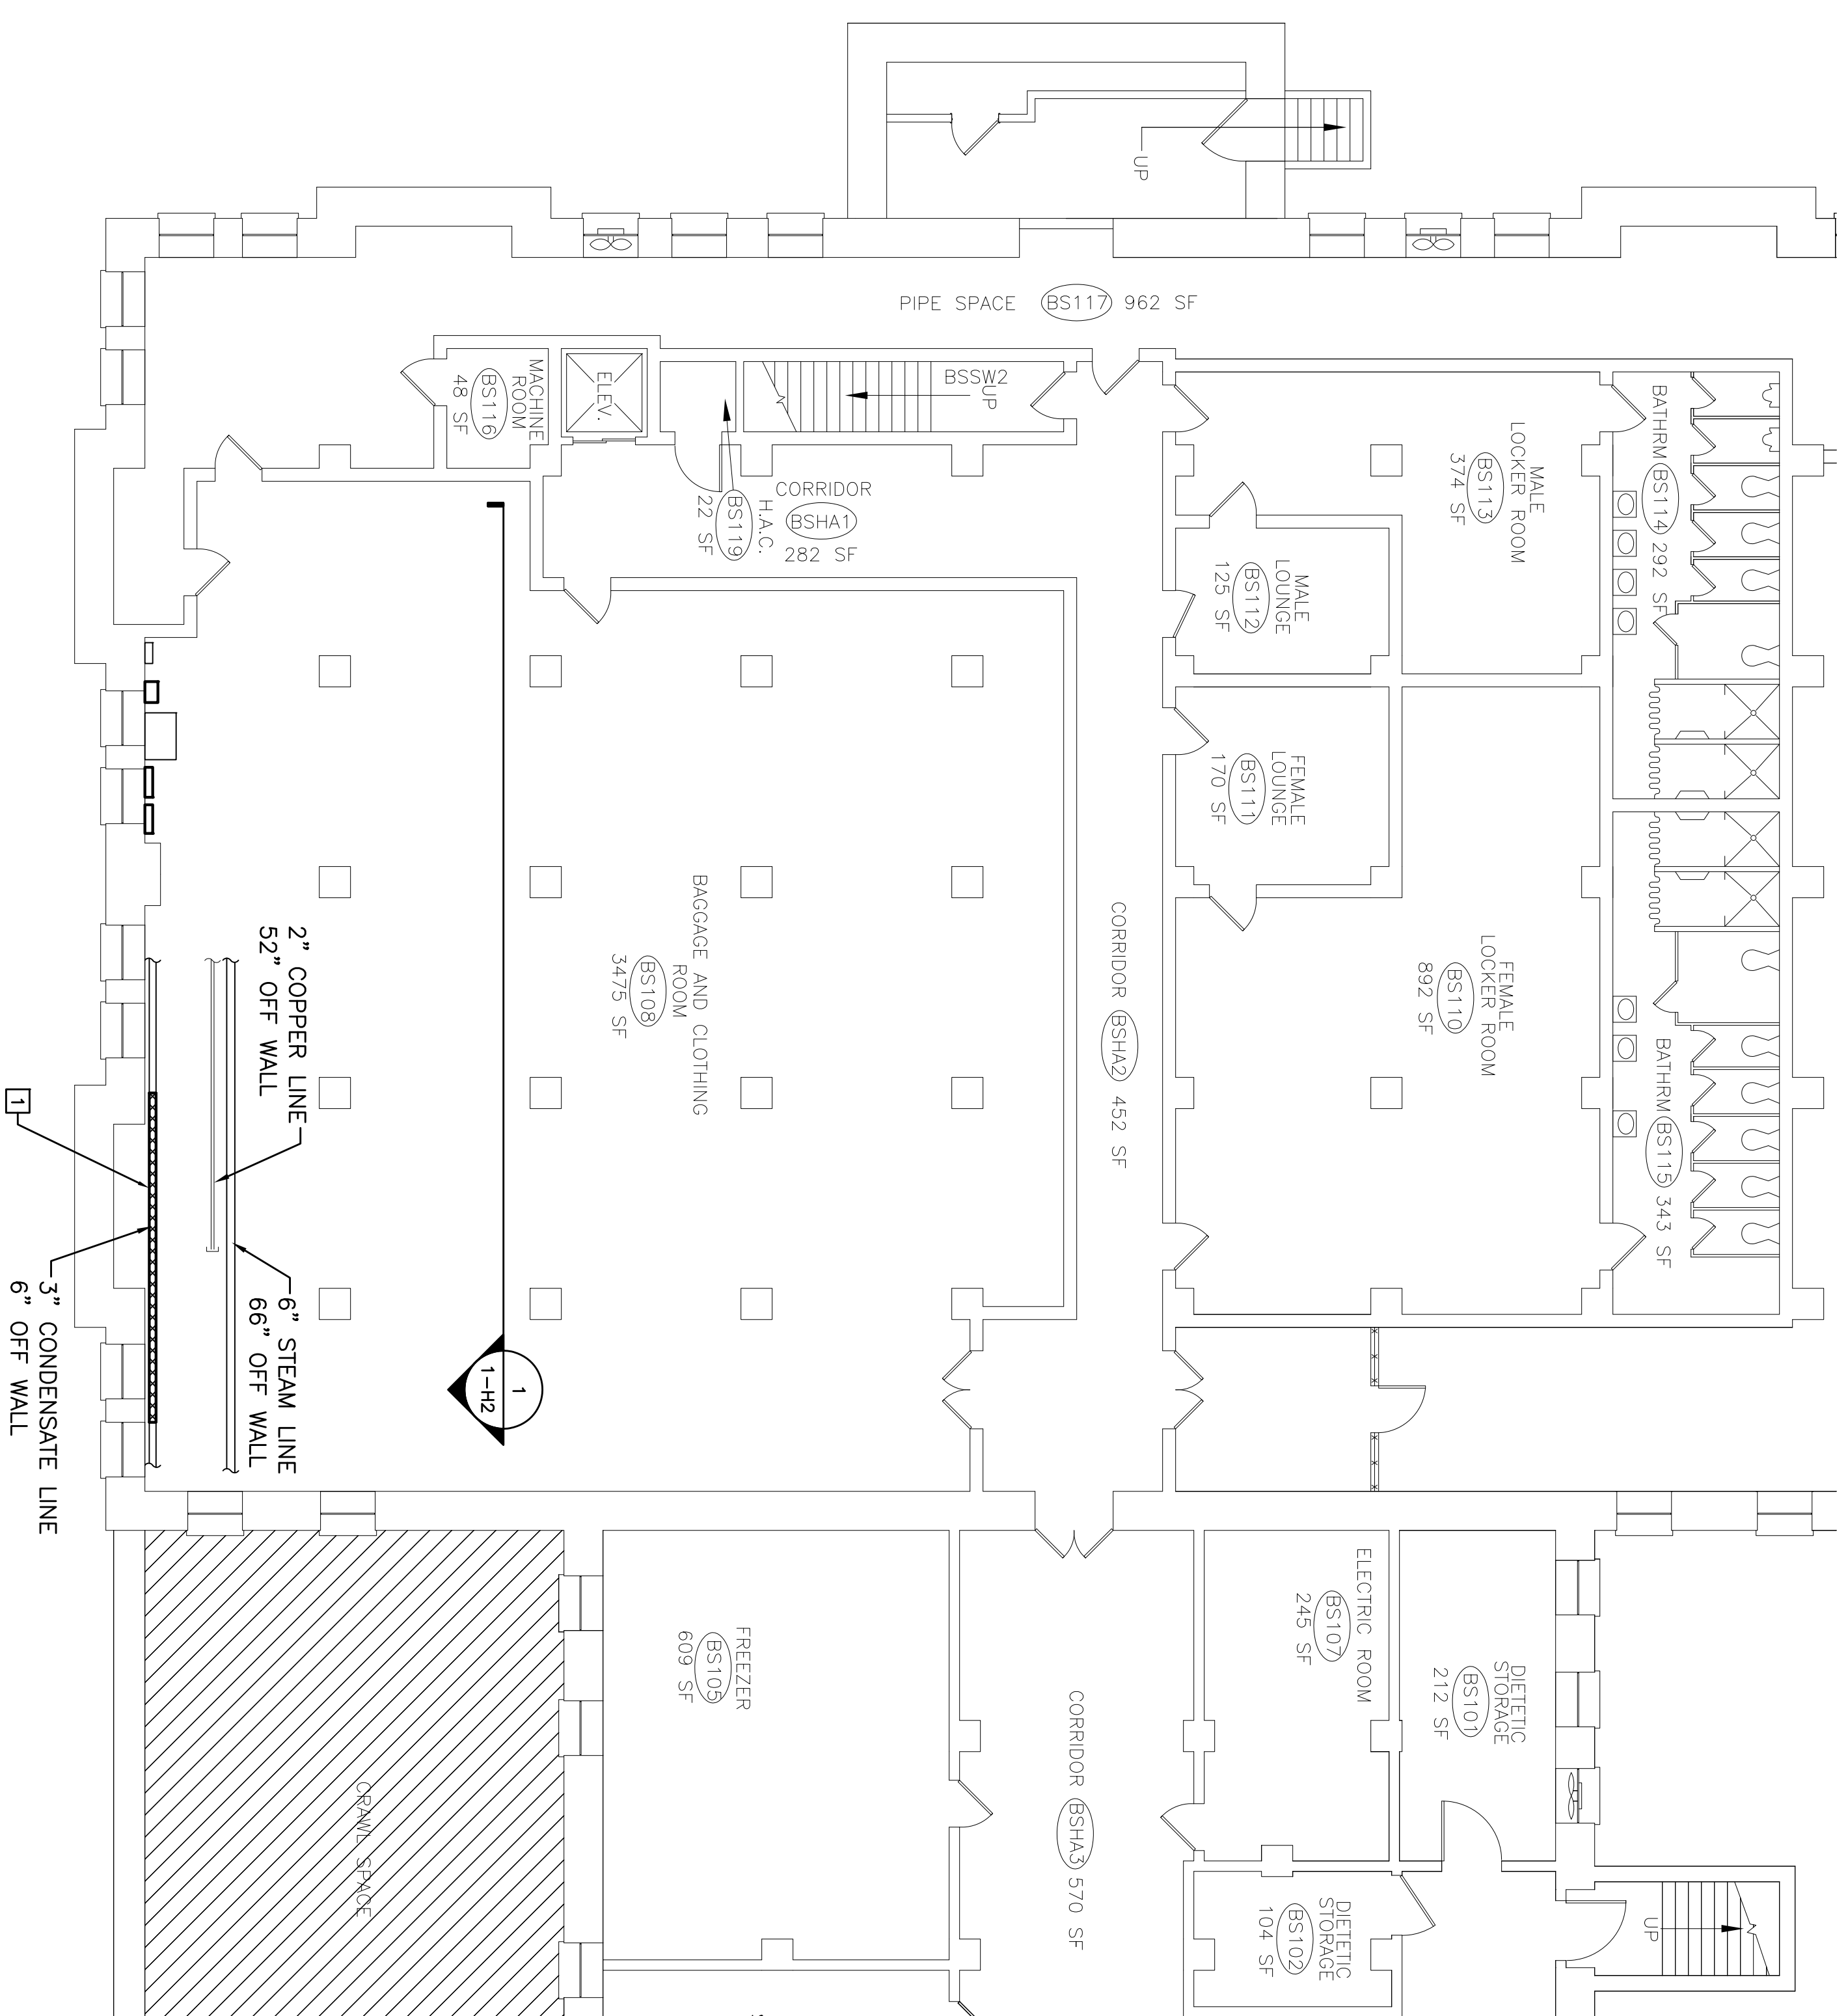 UP
PIPE SPACE BS117 962 SF
MACHINE
ROOM
BS116
48 SF
ELEV.
BSSW2
UP
CORRIDOR
BSHA1
282 SF
H.A.C.
BS119
22 SF
MALE
LOCKER ROOM
BS113
374 SF
BATHRM BS114 292 SF
MALE
LOUNGE
BS112
125 SF
FEMALE
LOUNGE
BS111
170 SF
FEMALE
LOCKER ROOM
BS110
892 SF
BATHRM BS115 343 SF
CORRIDOR BSHA2 452 SF
BAGGAGE AND CLOTHING
ROOM
BS108
3475 SF
2" COPPER LINE
52" OFF WALL
6" STEAM LINE
66" OFF WALL
3" CONDENSATE LINE
6" OFF WALL
1
1
1-H2
ELECTRIC ROOM
BS107
245 SF
DIETETIC
STORAGE
BS101
212 SF
FREEZER
BS105
609 SF
CORRIDOR BSHA3 570 SF
DIETETIC
STORAGE
BS102
104 SF
UP
CRAWL SPACE